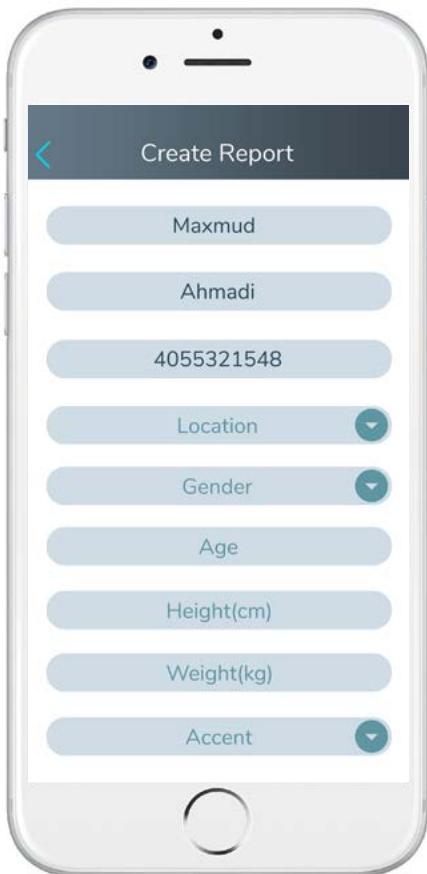 Create Report
Maxmud
Ahmadi
4055321548
Location
Gender
Age
Height(cm)
Weight(kg)
Accent